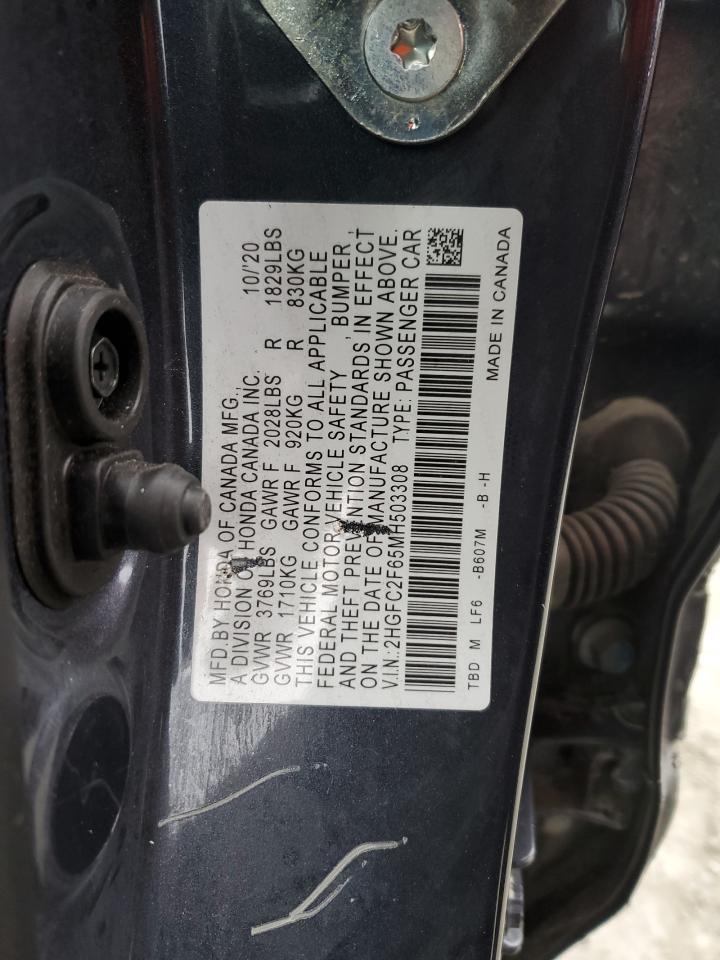 MFD.BY HONDA OF CANADA MFG.,
A DIVISION OF HONDA CANADA INC. 10/'20
GVWR 3769LBS GAWR F 2028LBS R 1829LBS
GVWR 1710KG GAWR F 920KG R 830KG
THIS VEHICLE CONFORMS TO ALL APPLICABLE
FEDERAL MOTOR VEHICLE SAFETY , BUMPER ,
AND THEFT PREVENTION STANDARDS, IN EFFECT
ON THE DATE OF MANUFACTURE SHOWN ABOVE.
V.I.N.:2HGFC2F65MH503308 TYPE: PASSENGER CAR
TBD M LF6 -B607M -B -H MADE IN CANADA